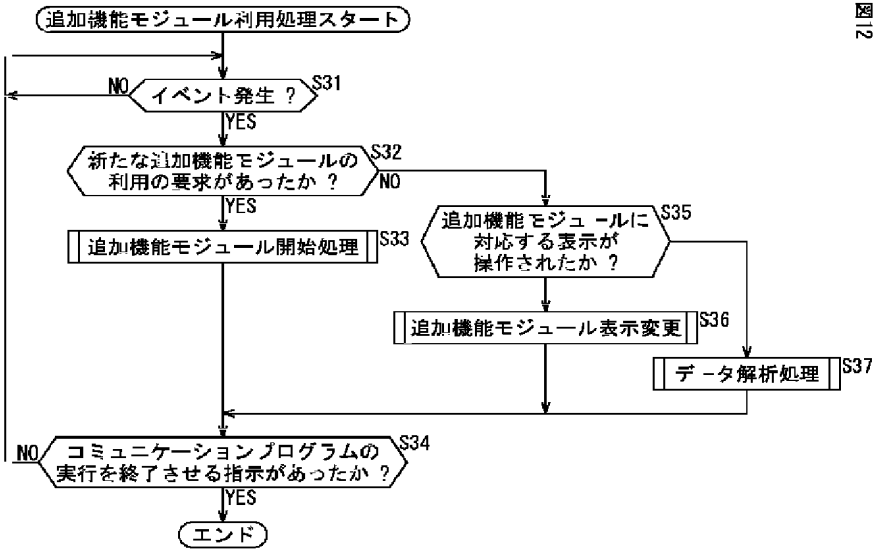 図12
追加機能モジュール利用処理スタート
イベント発生 ?
S31
NO
YES
新たな追加機能モジュールの
利用の要求があったか ?
S32
NO
YES
追加機能モジュール開始処理
S33
追加機能モジュールに
対応する表示が
操作されたか ?
S35
追加機能モジュール表示変更
S36
データ解析処理
S37
コミュニケーションプログラムの
実行を終了させる指示があったか ?
S34
NO
YES
エンド